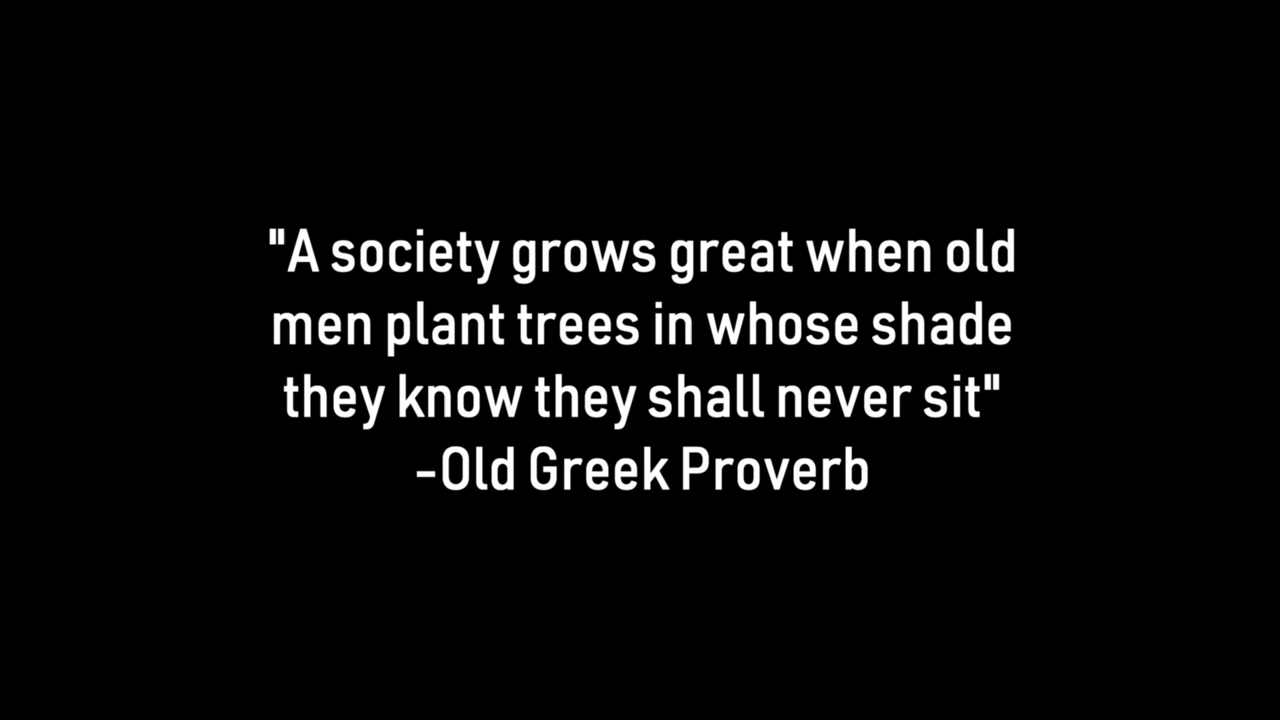 "A society grows great when old
men plant trees in whose shade
they know they shall never sit"
-Old Greek Proverb